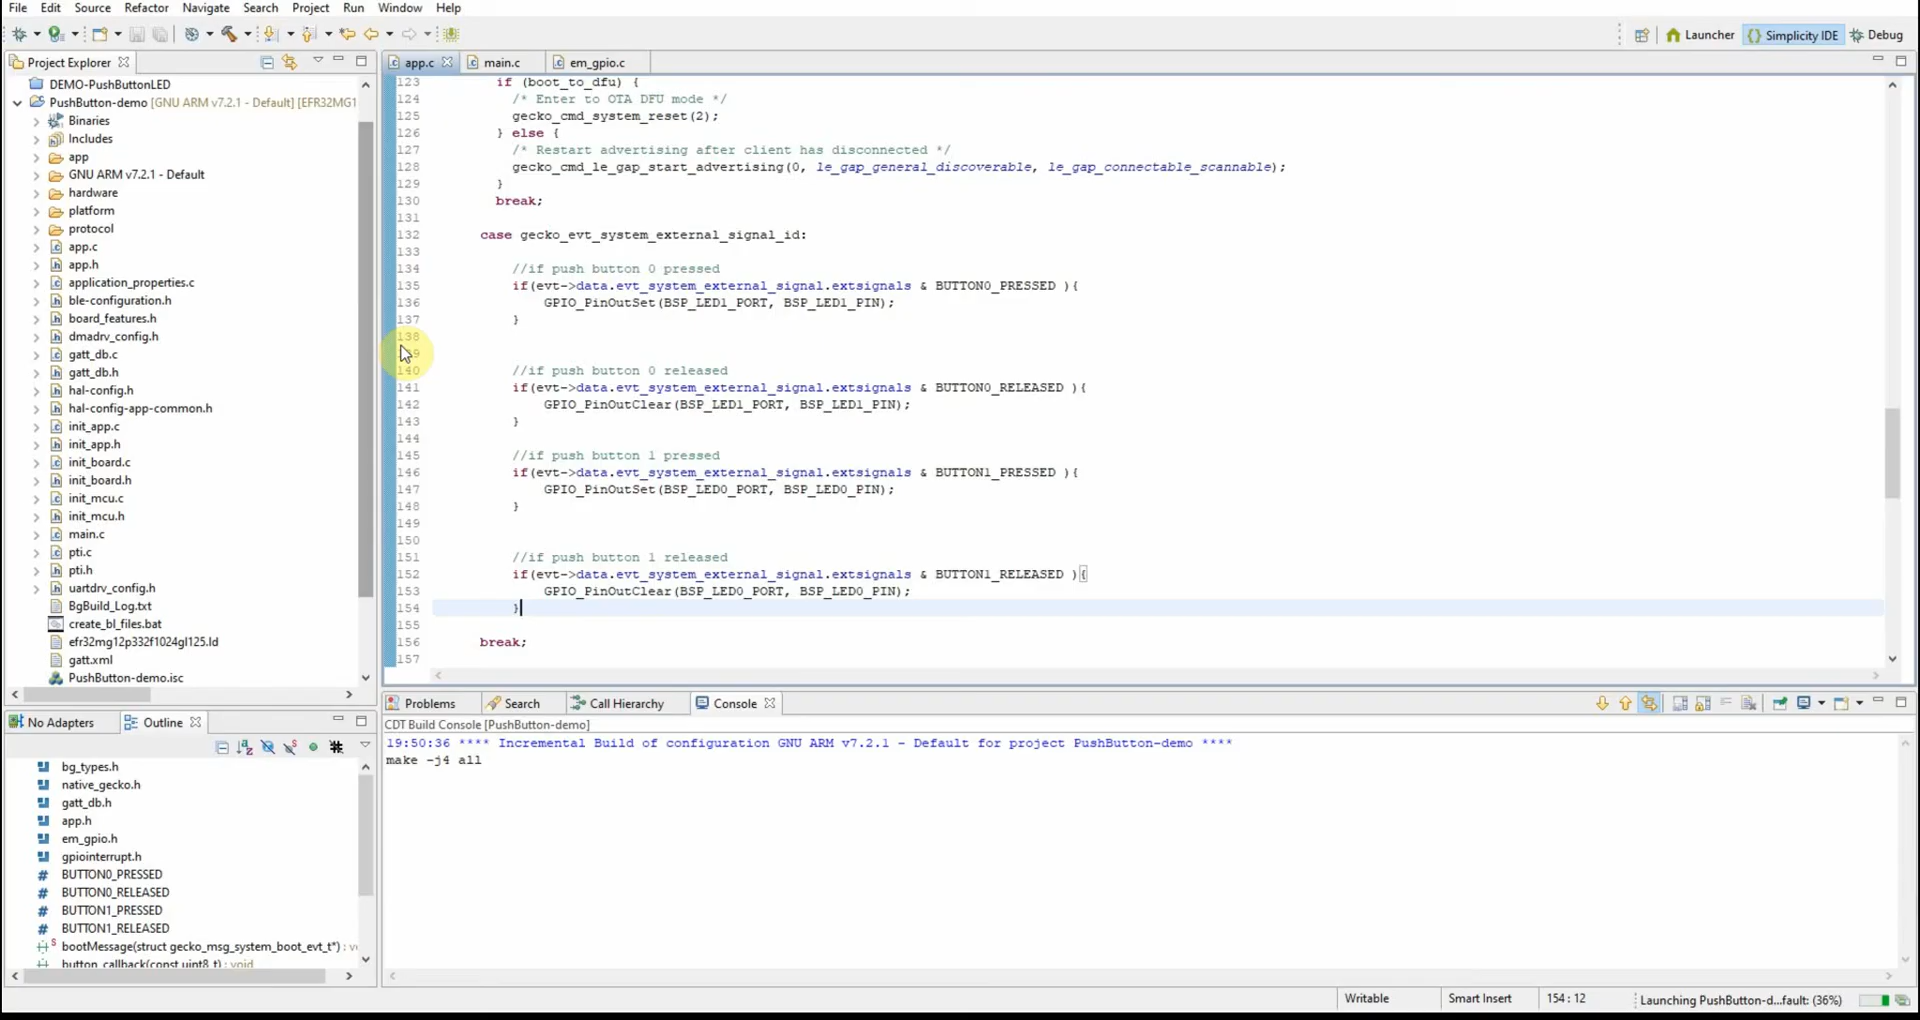 File Edit Source Refactor Navigate Search Project Run Window Help
Launcher Simplicity IDE Debug
Project Explorer
DEMO-PushButtonLED
PushButton-demo [GNU ARM v7.2.1 - Default] [EFR32MG1
Binaries
Includes
app
GNU ARM v7.2.1 - Default
hardware
platform
protocol
app.c
app.h
application_properties.c
ble-configuration.h
board_features.h
dmadrv_config.h
gatt_db.c
gatt_db.h
hal-config.h
hal-config-app-common.h
init_app.c
init_app.h
init_board.c
init_board.h
init_mcu.c
init_mcu.h
main.c
pti.c
pti.h
uartdrv_config.h
BgBuild_Log.txt
create_bl_files.bat
efr32mg12p332f1024gl125.ld
gatt.xml
PushButton-demo.isc
app.c main.c em_gpio.c
123 if (boot_to_dfu) {
124 /* Enter to OTA DFU mode */
125 gecko_cmd_system_reset(2);
126 } else {
127 /* Restart advertising after client has disconnected */
128 gecko_cmd_le_gap_start_advertising(0, le_gap_general_discoverable, le_gap_connectable_scannable);
129 }
130 break;
131
132 case gecko_evt_system_external_signal_id:
133
134 //if push button 0 pressed
135 if(evt->data.evt_system_external_signal.extsignals & BUTTON0_PRESSED ){
136 GPIO_PinOutSet(BSP_LED1_PORT, BSP_LED1_PIN);
137 }
138
140 //if push button 0 released
141 if(evt->data.evt_system_external_signal.extsignals & BUTTON0_RELEASED ){
142 GPIO_PinOutClear(BSP_LED1_PORT, BSP_LED1_PIN);
143 }
144
145 //if push button 1 pressed
146 if(evt->data.evt_system_external_signal.extsignals & BUTTON1_PRESSED ){
147 GPIO_PinOutSet(BSP_LED0_PORT, BSP_LED0_PIN);
148 }
149
150
151 //if push button 1 released
152 if(evt->data.evt_system_external_signal.extsignals & BUTTON1_RELEASED ){
153 GPIO_PinOutClear(BSP_LED0_PORT, BSP_LED0_PIN);
154 }
155
156 break;
157
No Adapters Outline
bg_types.h
native_gecko.h
gatt_db.h
app.h
em_gpio.h
gpiointerrupt.h
BUTTON0_PRESSED
BUTTON0_RELEASED
BUTTON1_PRESSED
BUTTON1_RELEASED
bootMessage(struct gecko_msg_system_boot_evt_t*) : v
button_callback(const uint8_t) : void
Problems Search Call Hierarchy Console
CDT Build Console [PushButton-demo]
19:50:36 **** Incremental Build of configuration GNU ARM v7.2.1 - Default for project PushButton-demo ****
make -j4 all
Writable Smart Insert 154 : 12 Launching PushButton-d...fault: (36%)